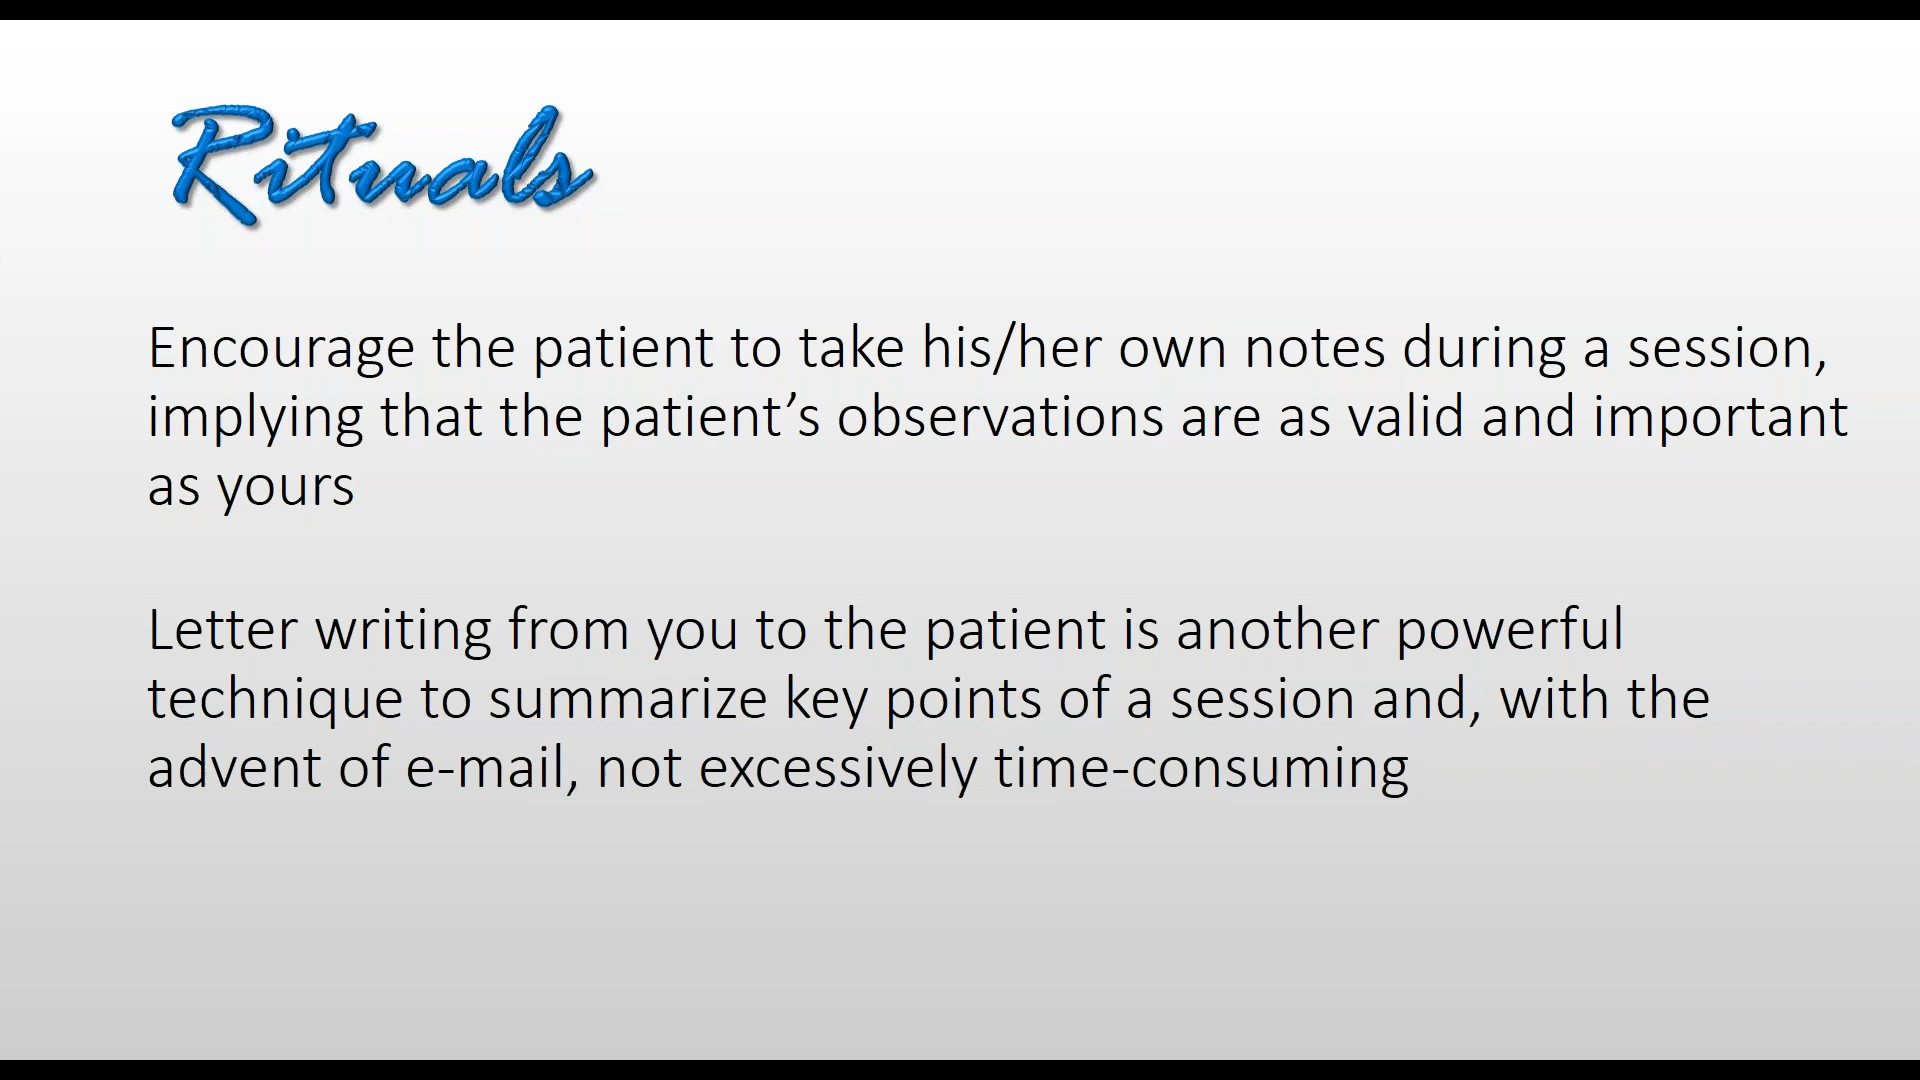 Rituals
Encourage the patient to take his/her own notes during a session,
implying that the patient’s observations are as valid and important
as yours
Letter writing from you to the patient is another powerful
technique to summarize key points of a session and, with the
advent of e-mail, not excessively time-consuming